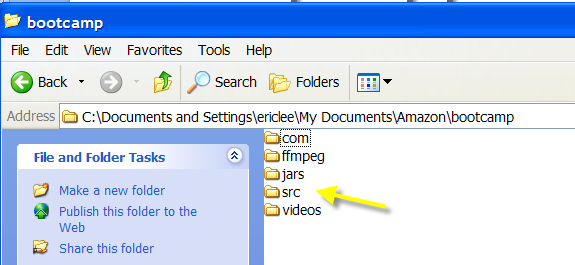 bootcamp
File Edit View Favorites Tools Help
Back Search Folders
Address C:\Documents and Settings\ericlee\My Documents\Amazon\bootcamp
File and Folder Tasks
Make a new folder
Publish this folder to the
Web
Share this folder
com
ffmpeg
jars
src
videos